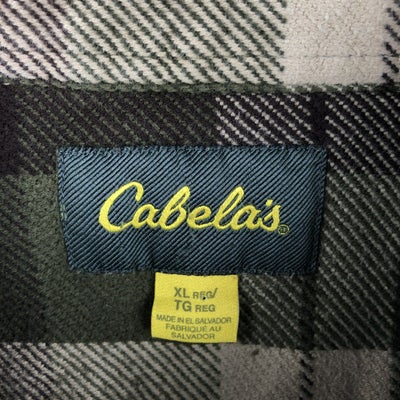 Cabela's
XL REG/
TG REG
MADE IN EL SALVADOR
FABRIQUÉ AU
SALVADOR